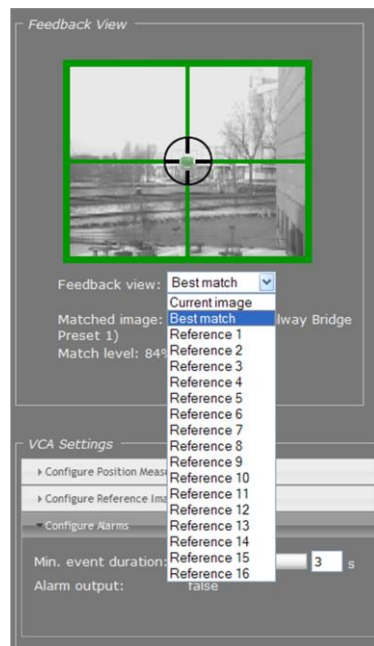 Feedback View
Feedback view: Best match
Current image
Matched image: Best match lway Bridge
Preset 1) Reference 1
Reference 2
Match level: 84%
Reference 3
Reference 4
Reference 5
Reference 6
Reference 7
VCA Settings Reference 8
Reference 9
Configure Position Measu
Reference 10
Configure Reference Ima Reference 11
Reference 12
Configure Alarms Reference 13
Reference 14
Min. event duration: 3 s
Reference 15
Reference 16
Alarm output: false